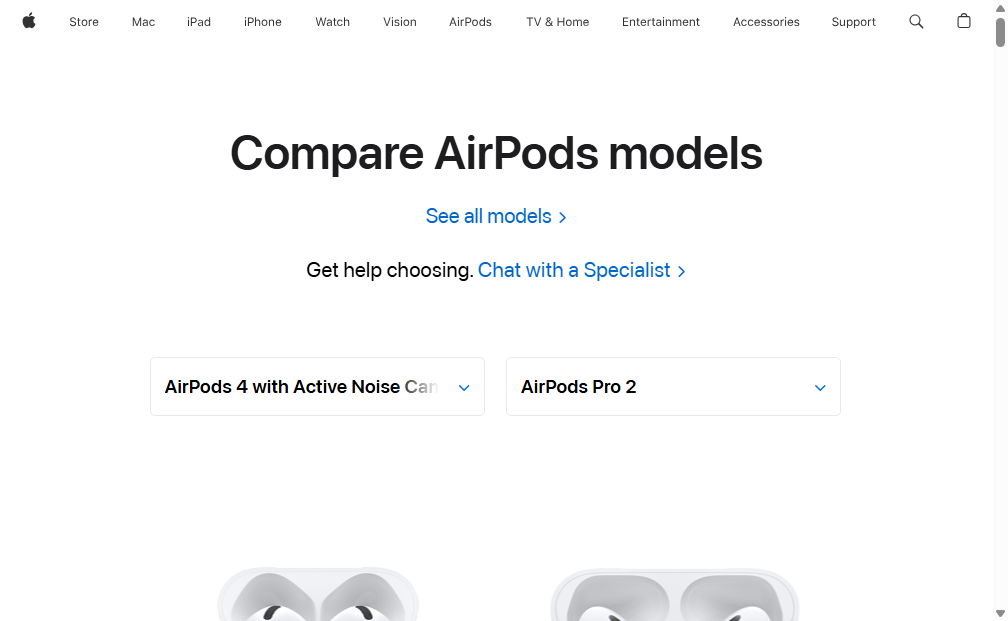 Store Mac iPad iPhone Watch Vision AirPods TV & Home Entertainment Accessories Support
Compare AirPods models
See all models
Get help choosing. Chat with a Specialist
AirPods 4 with Active Noise Can
AirPods Pro 2